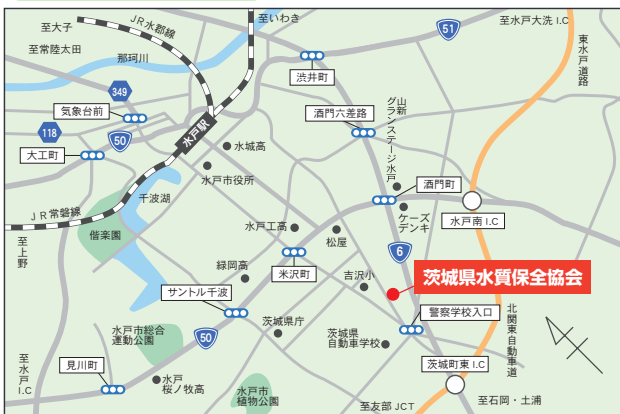 至大子
JR水郡線
至いわき
51
至水戸大洗 I.C
至常陸太田
那珂川
東水戸道路
渋井町
349
気象台前
酒門六差路
山新
グランステージ水戸
118
50
水戸駅
大工町
水城高
水戸市役所
千波湖
酒門町
JR常磐線
偕楽園
水戸工高
ケーズ
デンキ
水戸南 I.C
至上野
松屋
6
緑岡高
米沢町
吉沢小
茨城県水質保全協会
サントル千波
警察学校入口
北関東自動車道
水戸市総合
運動公園
50
茨城県庁
茨城県
自動車学校
至水戸I.C
見川町
茨城町東 I.C
水戸
桜ノ牧高
水戸市
植物公園
至友部 JCT
至石岡・土浦